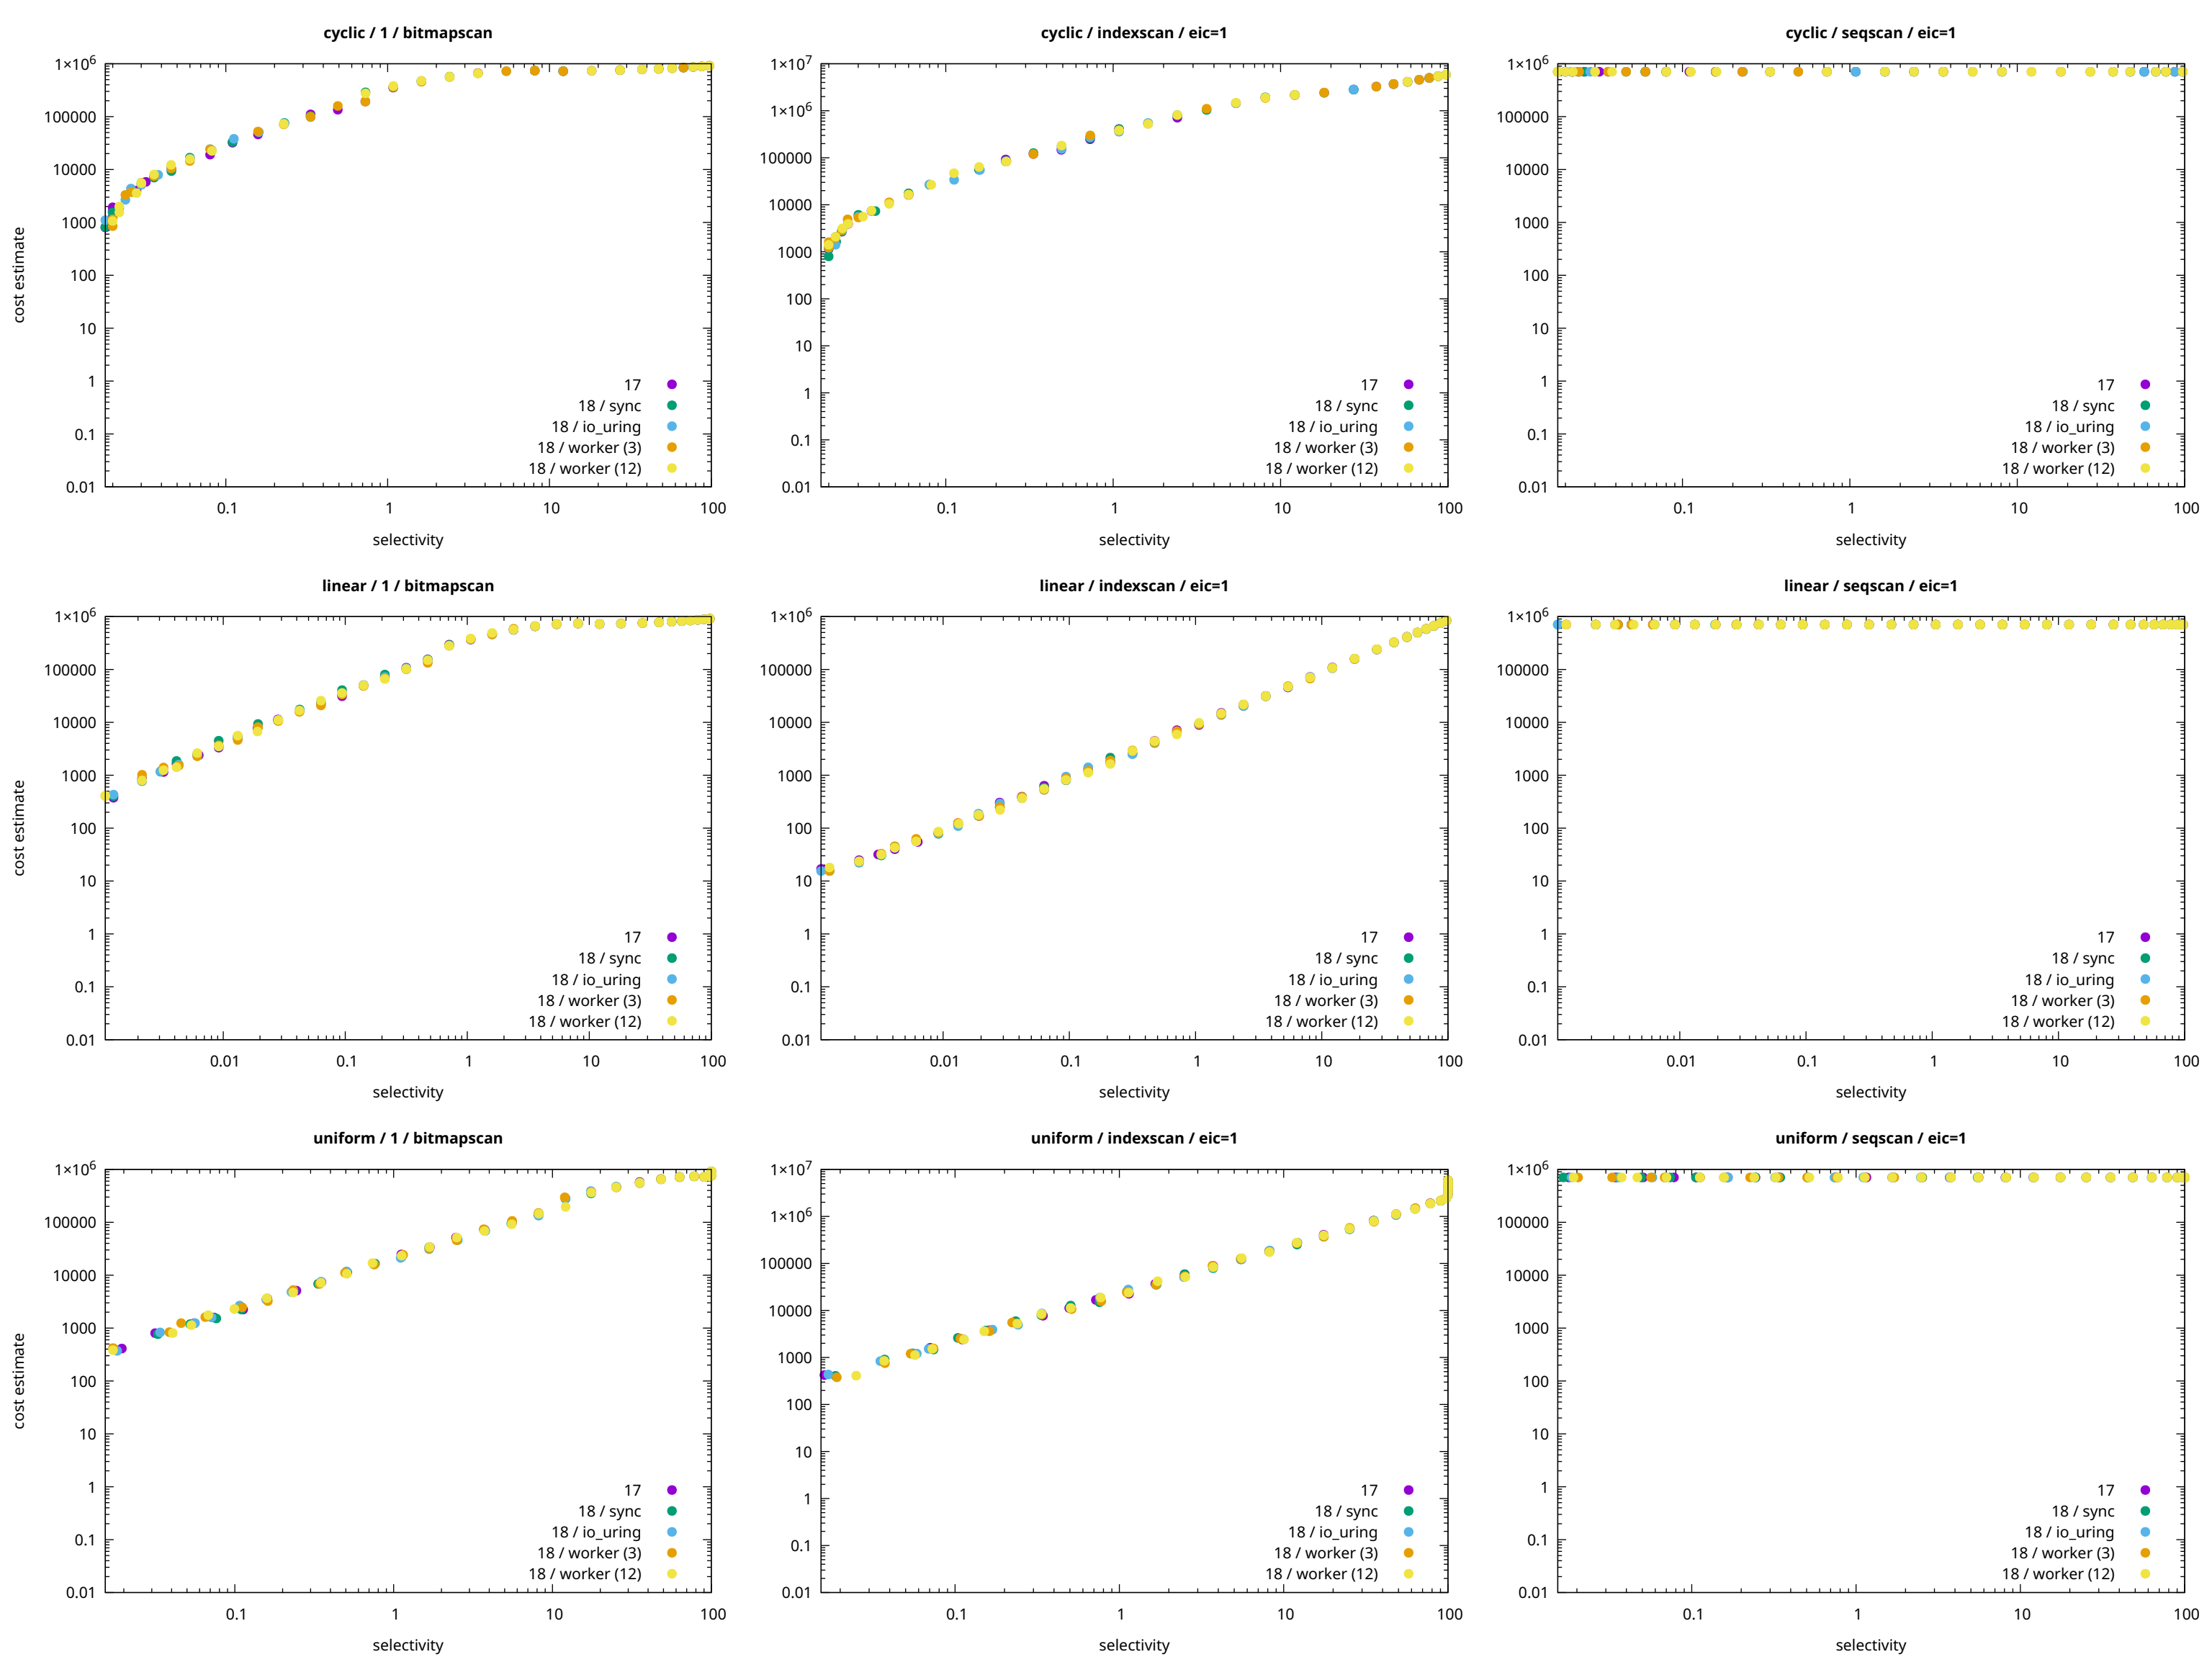 cyclic / 1 / bitmapscan
cost estimate
1×10⁶
100000
10000
1000
100
10
1
0.1
0.01
17
18 / sync
18 / io_uring
18 / worker (3)
18 / worker (12)
0.1
1
10
100
selectivity
cyclic / indexscan / eic=1
1×10⁷
1×10⁶
100000
10000
1000
100
10
1
0.1
0.01
17
18 / sync
18 / io_uring
18 / worker (3)
18 / worker (12)
0.1
1
10
100
selectivity
cyclic / seqscan / eic=1
1×10⁶
100000
10000
1000
100
10
1
0.1
0.01
17
18 / sync
18 / io_uring
18 / worker (3)
18 / worker (12)
0.1
1
10
100
selectivity
linear / 1 / bitmapscan
cost estimate
1×10⁶
100000
10000
1000
100
10
1
0.1
0.01
17
18 / sync
18 / io_uring
18 / worker (3)
18 / worker (12)
0.01
0.1
1
10
100
selectivity
linear / indexscan / eic=1
1×10⁶
100000
10000
1000
100
10
1
0.1
0.01
17
18 / sync
18 / io_uring
18 / worker (3)
18 / worker (12)
0.01
0.1
1
10
100
selectivity
linear / seqscan / eic=1
1×10⁶
100000
10000
1000
100
10
1
0.1
0.01
17
18 / sync
18 / io_uring
18 / worker (3)
18 / worker (12)
0.01
0.1
1
10
100
selectivity
uniform / 1 / bitmapscan
cost estimate
1×10⁶
100000
10000
1000
100
10
1
0.1
0.01
17
18 / sync
18 / io_uring
18 / worker (3)
18 / worker (12)
0.1
1
10
100
selectivity
uniform / indexscan / eic=1
1×10⁷
1×10⁶
100000
10000
1000
100
10
1
0.1
0.01
17
18 / sync
18 / io_uring
18 / worker (3)
18 / worker (12)
0.1
1
10
100
selectivity
uniform / seqscan / eic=1
1×10⁶
100000
10000
1000
100
10
1
0.1
0.01
17
18 / sync
18 / io_uring
18 / worker (3)
18 / worker (12)
0.1
1
10
100
selectivity